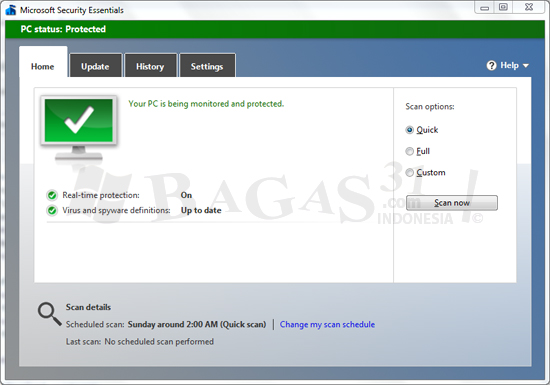 Microsoft Security Essentials
PC status: Protected
Home
Update
History
Settings
Help
Your PC is being monitored and protected.
Real-time protection: On
Virus and spyware definitions: Up to date
Scan options:
Quick
Full
Custom
Scan now
BAGAS31!
.com
INDONESIA ©
Scan details
Scheduled scan: Sunday around 2:00 AM (Quick scan) Change my scan schedule
Last scan: No scheduled scan performed